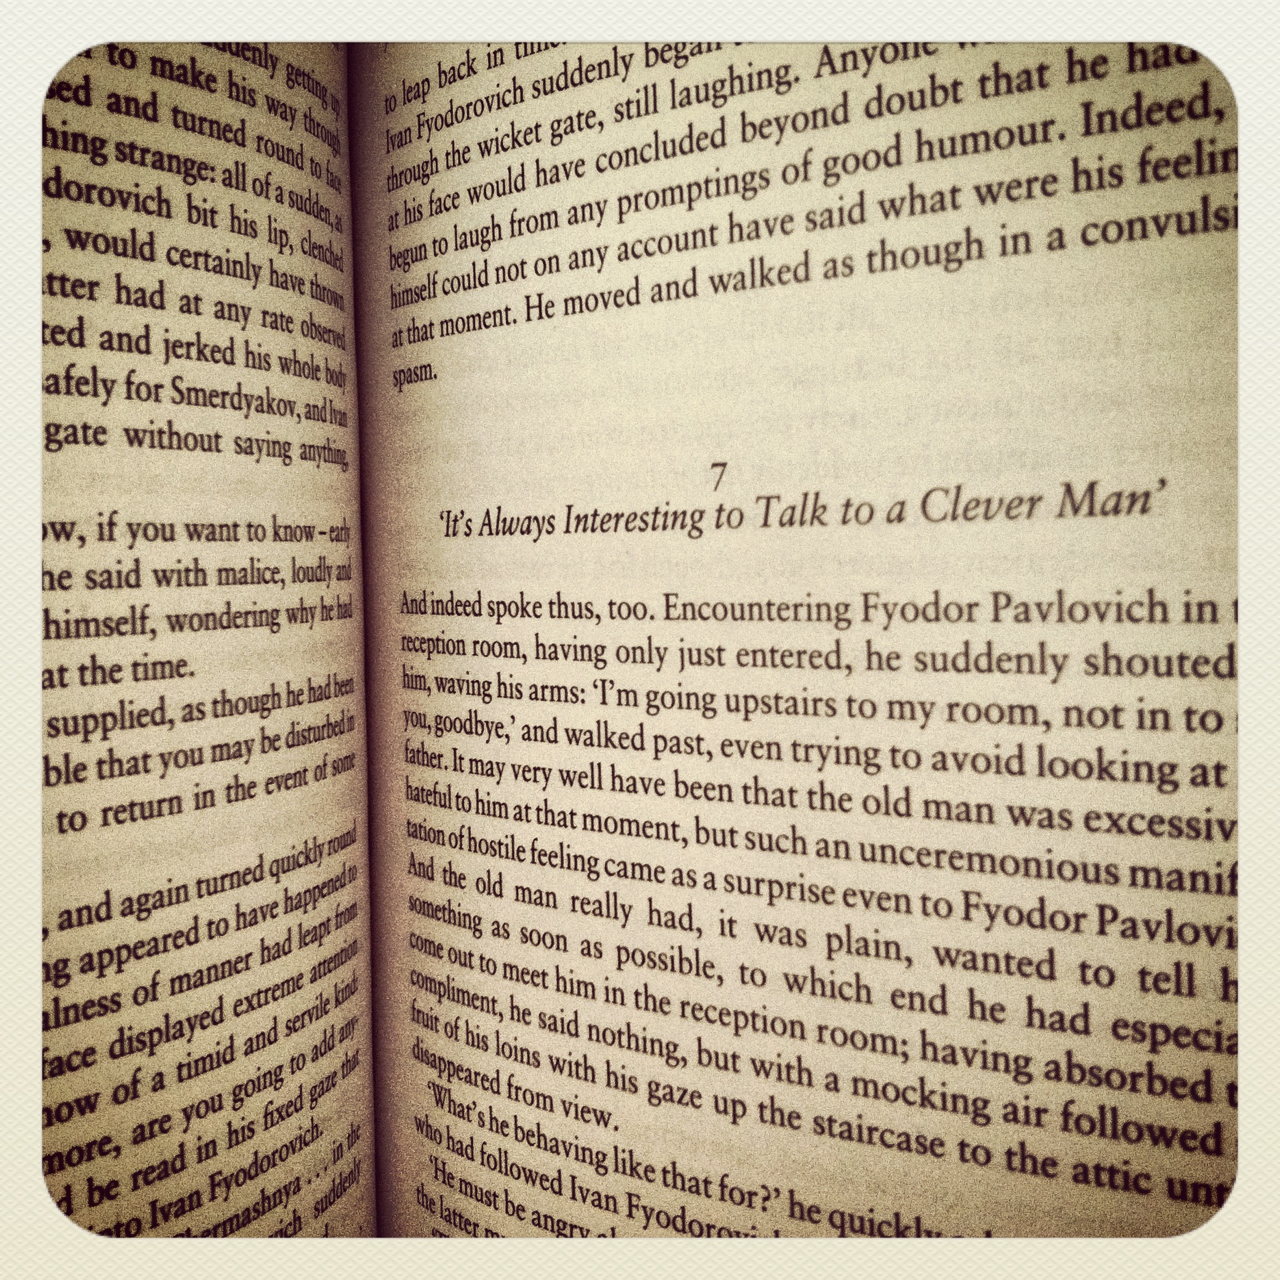 suddenly getting up
to make his way through
and turned round to face
hing strange: all of a sudden, as
dorovich bit his lip, clenched
, would certainly have thrown
tter had at any rate observed
ted and jerked his whole body
afely for Smerdyakov, and Ivan
gate without saying anything,
ow, if you want to know – early
he said with malice, loudly and
himself, wondering why he had
at the time.
supplied, as though he had been
ble that you may be disturbed in
to return in the event of some
, and again turned quickly round
ng appeared to have happened to
alness of manner had leapt from
face displayed extreme attention
now of a timid and servile kind:
more, are you going to add any-
d be read in his fixed gaze that
into Ivan Fyodorovich.
hermashnya . . . in the
suddenly
to leap back in time.
Ivan Fyodorovich suddenly began
through the wicket gate, still laughing. Anyone
at his face would have concluded beyond doubt that he had
begun to laugh from any promptings of good humour. Indeed,
himself could not on any account have said what were his feelin
at that moment. He moved and walked as though in a convulsi
spasm.
7
‘It’s Always Interesting to Talk to a Clever Man’
And indeed spoke thus, too. Encountering Fyodor Pavlovich in t
reception room, having only just entered, he suddenly shouted
him, waving his arms: ‘I’m going upstairs to my room, not in to
you, goodbye,’ and walked past, even trying to avoid looking at
father. It may very well have been that the old man was excessiv
hateful to him at that moment, but such an unceremonious manif
tation of hostile feeling came as a surprise even to Fyodor Pavlovi
And the old man really had, it was plain, wanted to tell h
something as soon as possible, to which end he had especia
come out to meet him in the reception room; having absorbed t
compliment, he said nothing, but with a mocking air followed
fruit of his loins with his gaze up the staircase to the attic unt
disappeared from view.
‘What’s he behaving like that for?’ he quickly
who had followed Ivan Fyodorovich
‘He must be angry
the latter